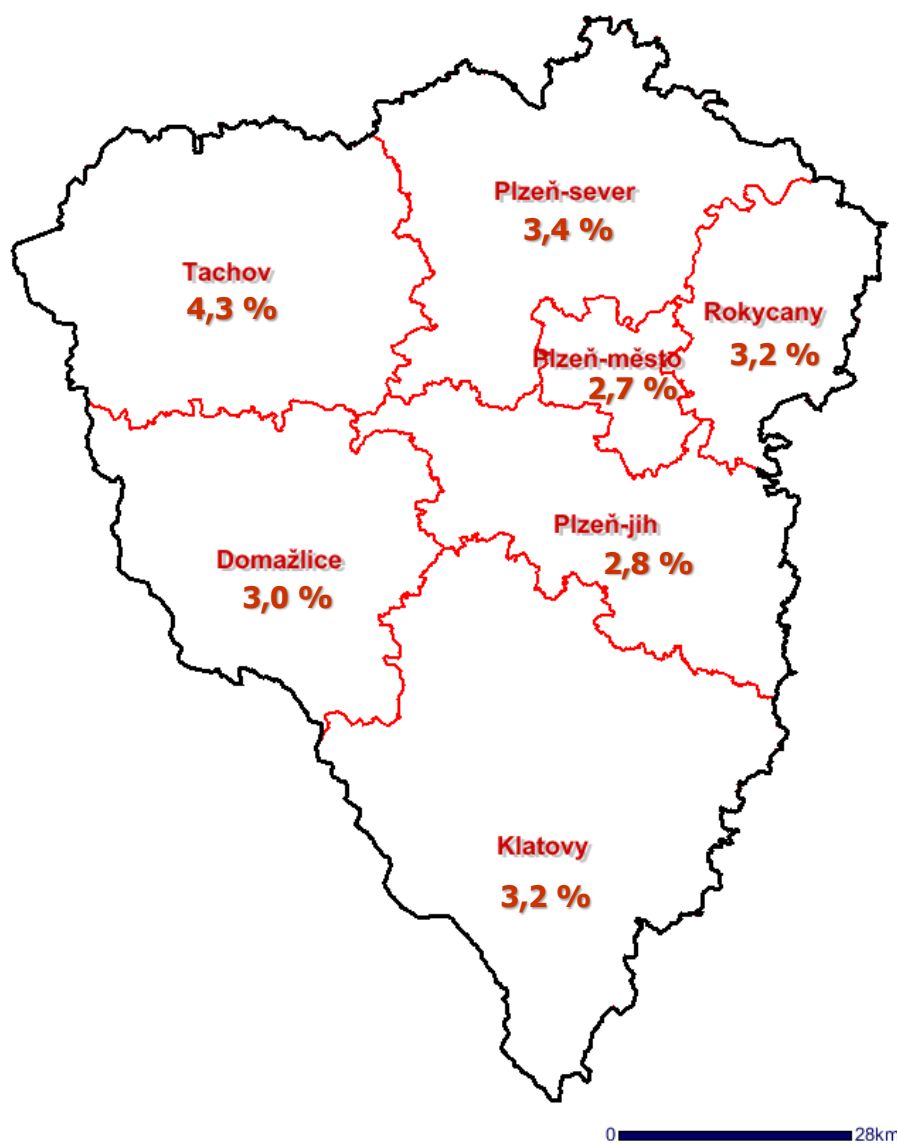 Plzeň-sever
3,4 %
Tachov
4,3 %
Rokycany
3,2 %
Plzeň-město
2,7 %
Plzeň-jih
2,8 %
Domažlice
3,0 %
Klatovy
3,2 %
0 28km